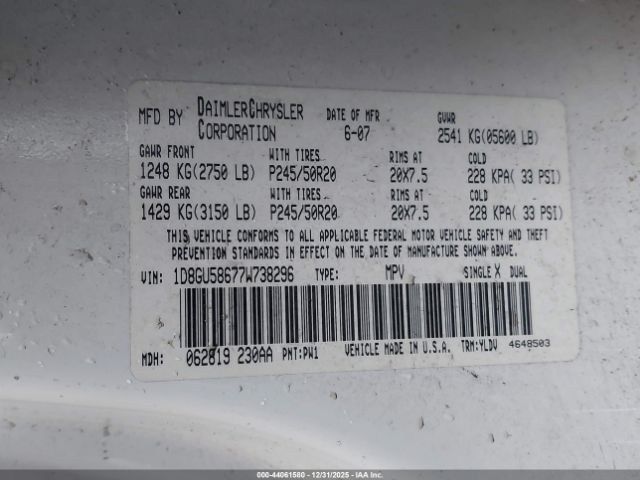 MFD BY DAIMLERCHRYSLER CORPORATION DATE OF MFR 6-07 GVWR 2541 KG(05600 LB)
GAWR FRONT WITH TIRES RIMS AT COLD
1248 KG(2750 LB) P245/50R20 20X7.5 228 KPA( 33 PSI)
GAWR REAR WITH TIRES RIMS AT COLD
1429 KG(3150 LB) P245/50R20 20X7.5 228 KPA( 33 PSI)
THIS VEHICLE CONFORMS TO ALL APPLICABLE FEDERAL MOTOR VEHICLE SAFETY AND THEFT
PREVENTION STANDARDS IN EFFECT ON THE DATE OF MANUFACTURE SHOWN ABOVE.
VIN: 1D8GU58677W738296 TYPE: MPV SINGLE X DUAL
MDH: 062819 230AA PNT:PW1 VEHICLE MADE IN U.S.A. TRM:YLDV 4648503
000-44061580 - 12/31/2025 - Copart, Inc.